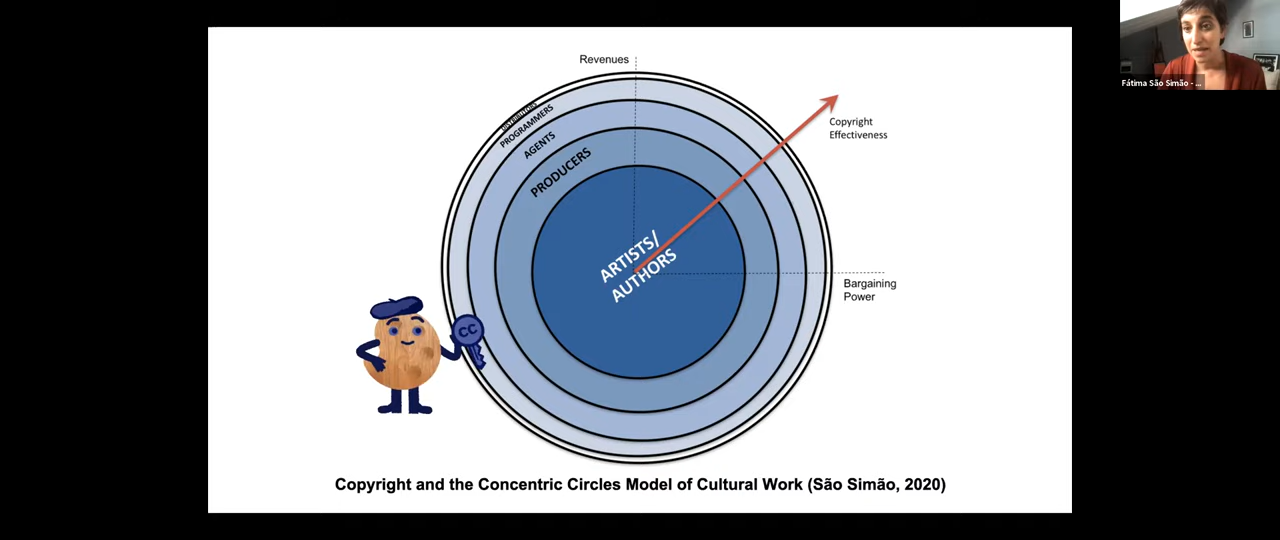 Revenues
DISTRIBUTORS
PROGRAMMERS
AGENTS
PRODUCERS
ARTISTS/
AUTHORS
Copyright
Effectiveness
Bargaining
Power
CC
Copyright and the Concentric Circles Model of Cultural Work (São Simão, 2020)
Fátima São Simão - ...